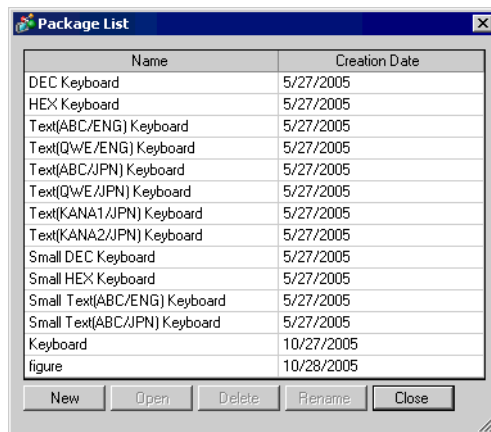 Package List
Name Creation Date
DEC Keyboard 5/27/2005
HEX Keyboard 5/27/2005
Text(ABC/ENG) Keyboard 5/27/2005
Text(QWE/ENG) Keyboard 5/27/2005
Text(ABC/JPN) Keyboard 5/27/2005
Text(QWE/JPN) Keyboard 5/27/2005
Text(KANA1/JPN) Keyboard 5/27/2005
Text(KANA2/JPN) Keyboard 5/27/2005
Small DEC Keyboard 5/27/2005
Small HEX Keyboard 5/27/2005
Small Text(ABC/ENG) Keyboard 5/27/2005
Small Text(ABC/JPN) Keyboard 5/27/2005
Keyboard 10/27/2005
figure 10/28/2005
New Open Delete Rename Close